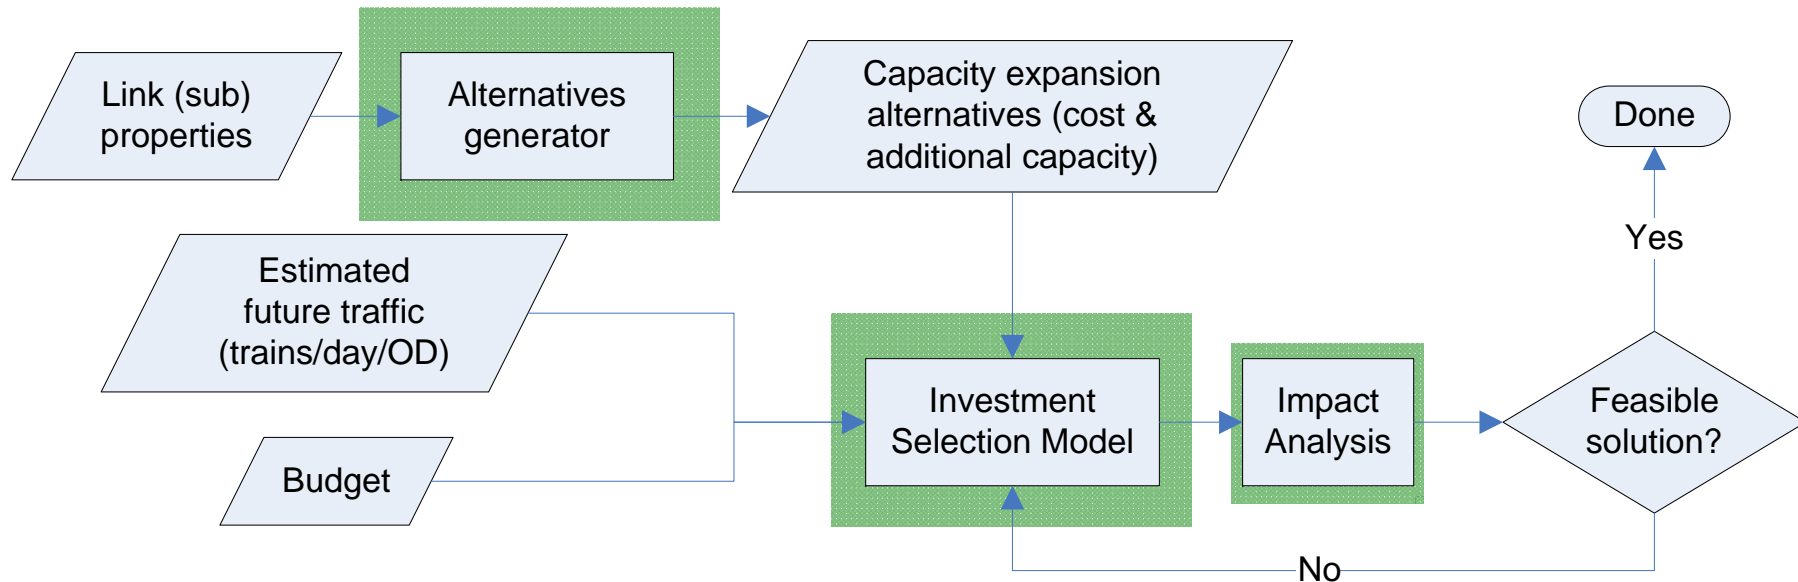 Link (sub)
properties
Alternatives
generator
Capacity expansion
alternatives (cost &
additional capacity)
Done
Yes
Estimated
future traffic
(trains/day/OD)
Investment
Selection Model
Impact
Analysis
Feasible
solution?
Budget
No